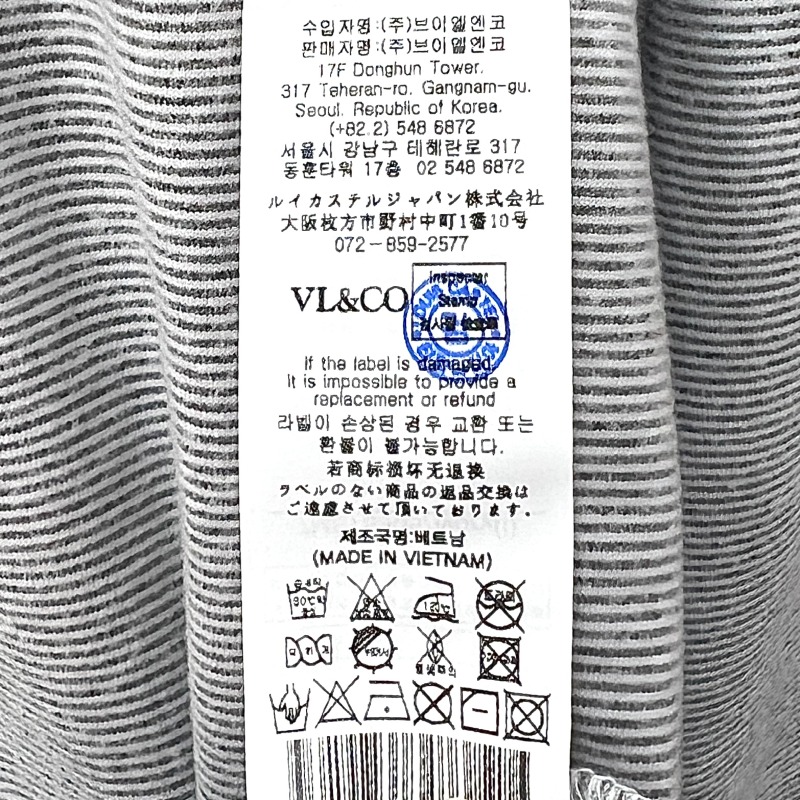 수입자명:(주)브이엘엔코
판매자명:(주)브이엘엔코
17F Donghun Tower.
317 Teheran-ro. Gangnam-gu.
Seoul. Republic of Korea.
(+82.2) 548 6872
서울시 강남구 테헤란로 317
동훈타워 17층 02 548 6872
ルイカステルジャパン株式会社
大阪枚方市野村中町1番10号
072-859-2577
VL&CO
Inspector
Stamp
If the label is damaged,
It is impossible to provide a
replacement or refund
라벨이 손상된 경우 교환 또는
환불이 불가능합니다.
若商标损坏无退换
ラベルのない商品の返品交換は
ご遠慮させて頂いております.
제조국명:베트남
(MADE IN VIETNAM)
30℃
120℃
드라이